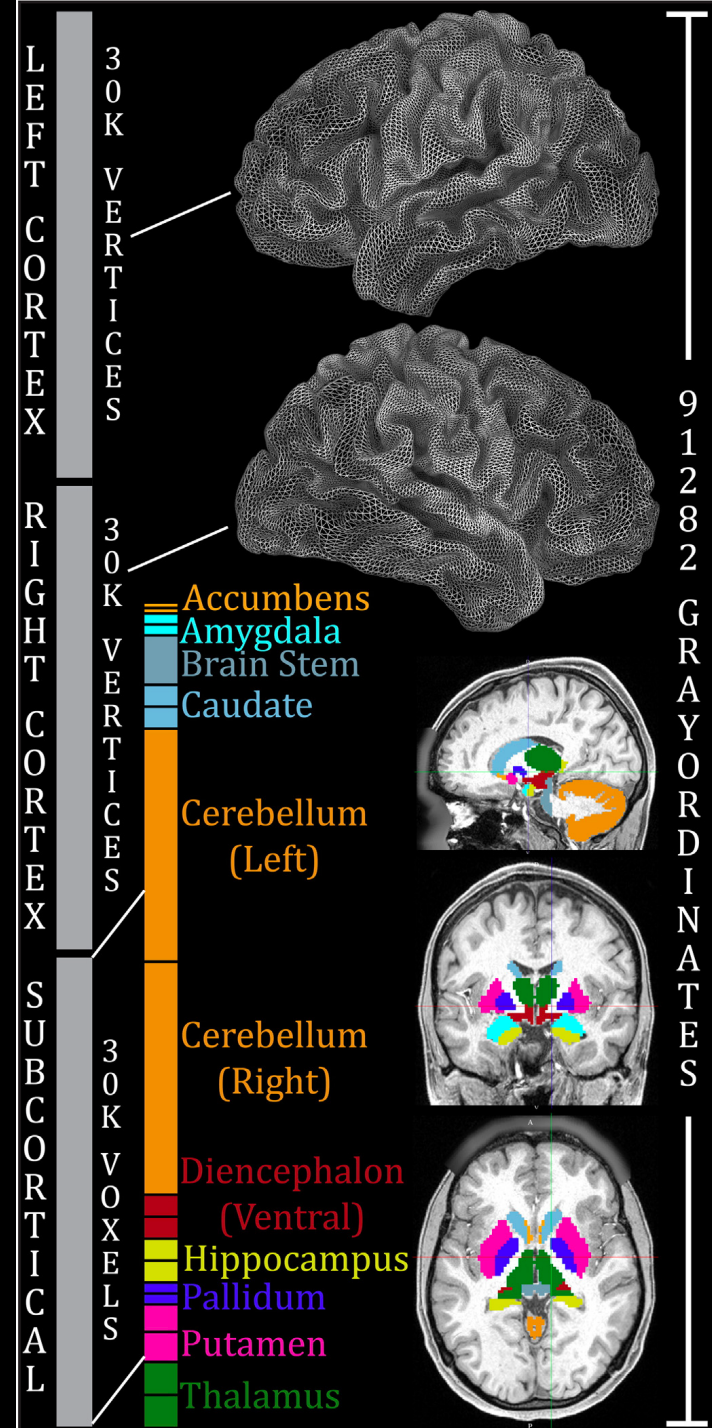 LEFT CORTEX
30K VERTICES
RIGHT CORTEX
30K VERTICES
SUBCORTICAL
30K VOXELS
Accumbens
Amygdala
Brain Stem
Caudate
Cerebellum
(Left)
Cerebellum
(Right)
Diencephalon
(Ventral)
Hippocampus
Pallidum
Putamen
Thalamus
91282 GRAYORDINATES
A
P